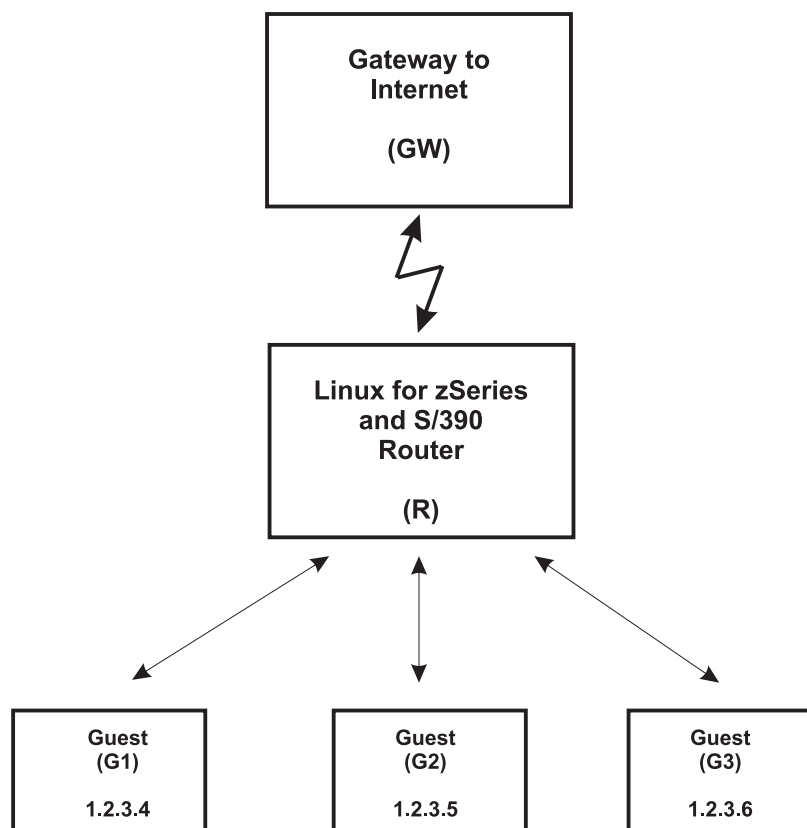 Gateway to
Internet
(GW)
Linux for zSeries
and S/390
Router
(R)
Guest
(G1)
1.2.3.4
Guest
(G2)
1.2.3.5
Guest
(G3)
1.2.3.6